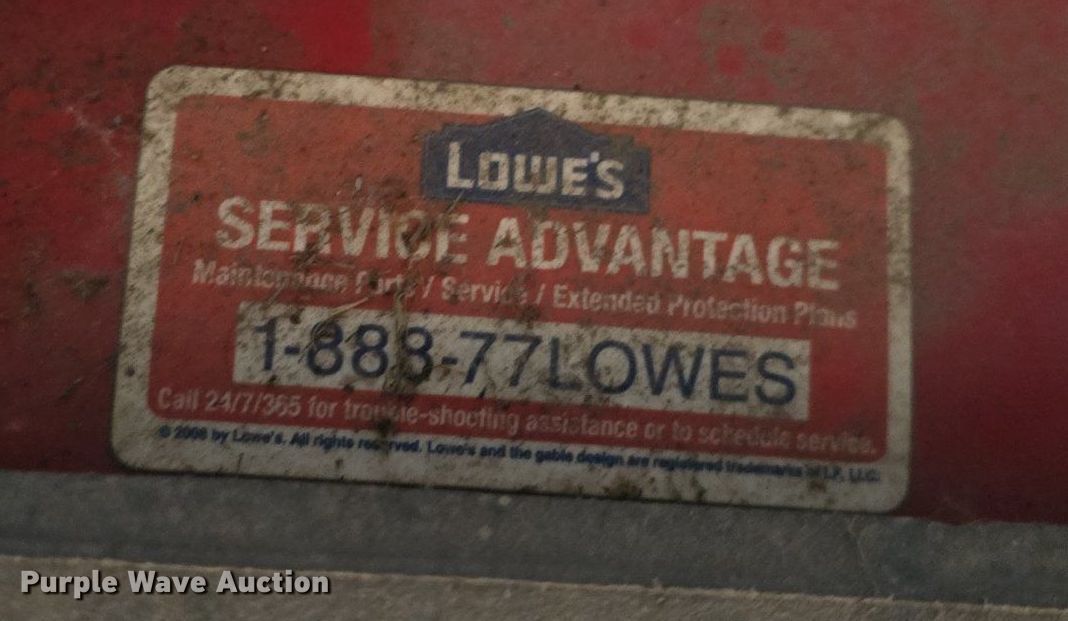 LOWE'S
SERVICE ADVANTAGE
Maintenance Parts / Service / Extended Protection Plans
1-888-77LOWES
Call 24/7/365 for trouble-shooting assistance or to schedule service.
© 2008 by Lowe's. All rights reserved. Lowe's and the gable design are registered trademarks of LF, LLC.
Purple Wave Auction